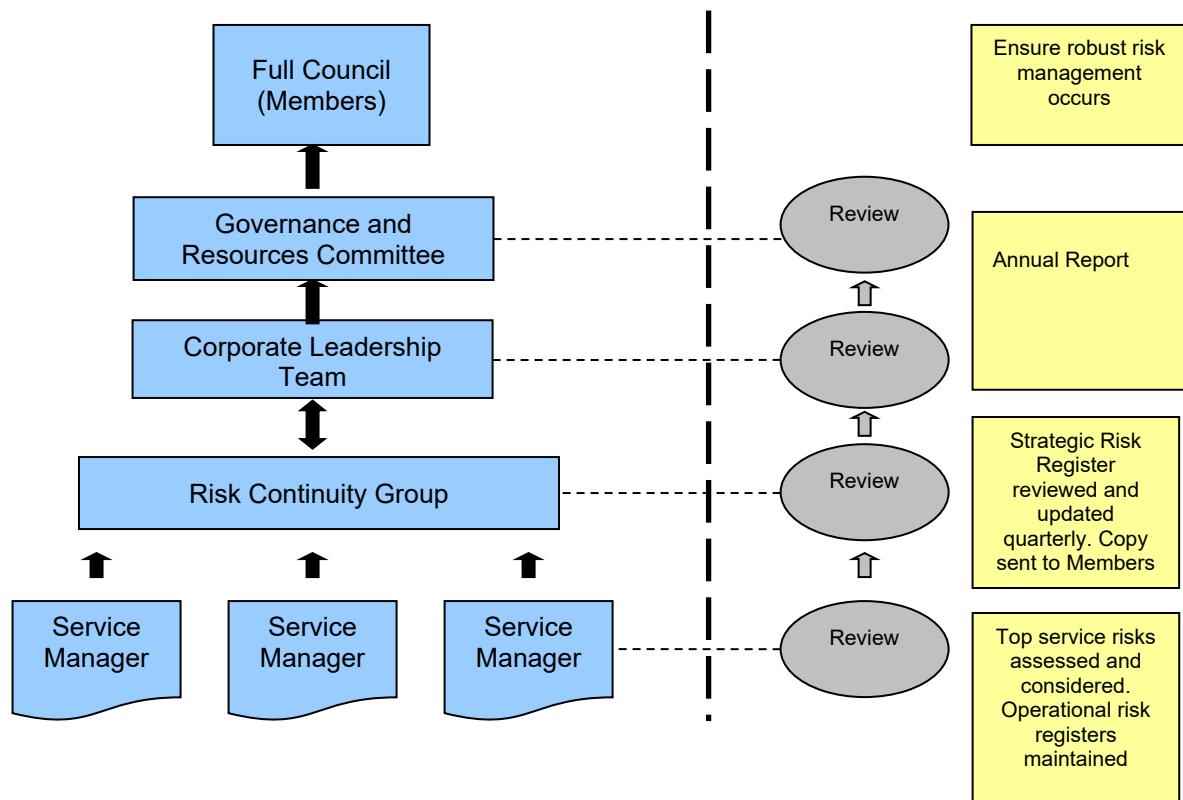 Full Council
(Members)
Ensure robust risk
management
occurs
Governance and
Resources Committee
Review
Annual Report
Corporate Leadership
Team
Review
Risk Continuity Group
Review
Strategic Risk
Register
reviewed and
updated
quarterly. Copy
sent to Members
Service
Manager
Service
Manager
Service
Manager
Review
Top service risks
assessed and
considered.
Operational risk
registers
maintained